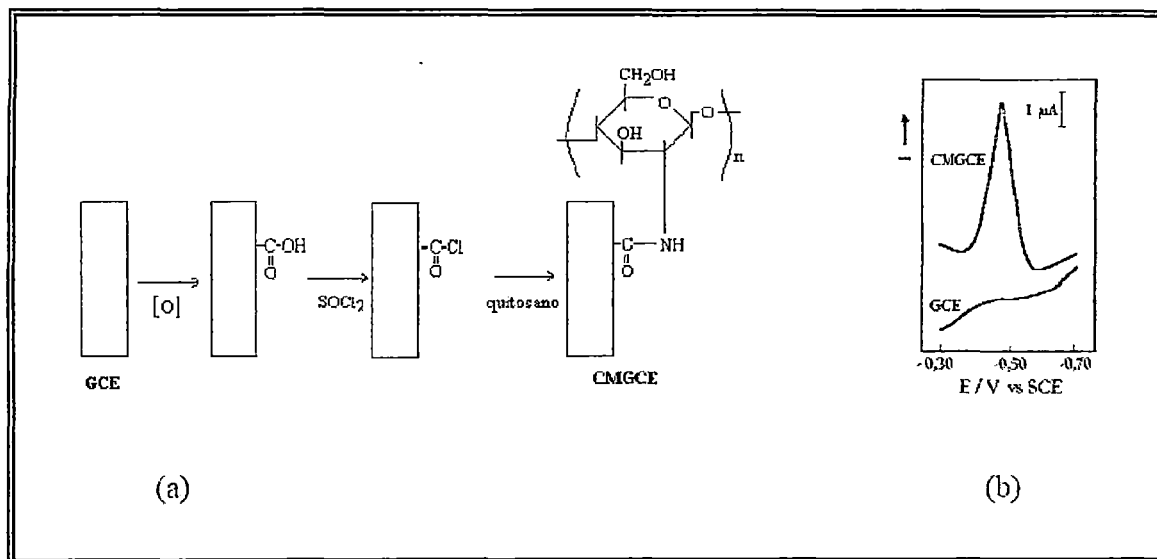 CH₂OH
O
O
OH
n
C-OH
O
C-Cl
O
C
NH
O
[O]
SOCl₂
quitosano
GCE
CMGCE
(a)
I
1 µA
CMGCE
GCE
-0,30
-0,50
-0,70
E / V vs SCE
(b)